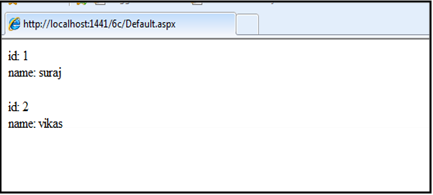 http://localhost:1441/6c/Default.aspx
id: 1
name: suraj
id: 2
name: vikas